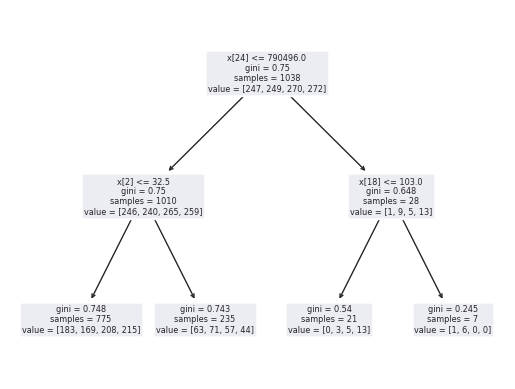 x[24] <= 790496.0
gini = 0.75
samples = 1038
value = [247, 249, 270, 272]
x[2] <= 32.5
gini = 0.75
samples = 1010
value = [246, 240, 265, 259]
x[18] <= 103.0
gini = 0.648
samples = 28
value = [1, 9, 5, 13]
gini = 0.748
samples = 775
value = [183, 169, 208, 215]
gini = 0.743
samples = 235
value = [63, 71, 57, 44]
gini = 0.54
samples = 21
value = [0, 3, 5, 13]
gini = 0.245
samples = 7
value = [1, 6, 0, 0]